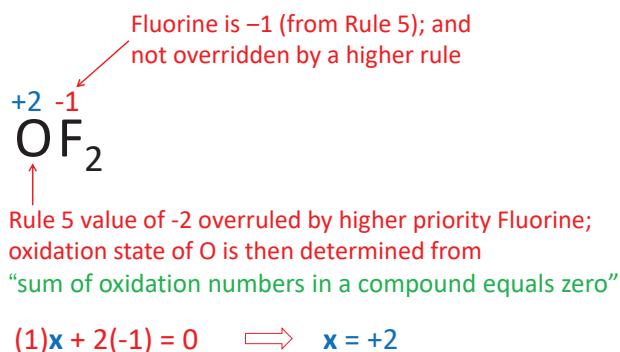 Fluorine is –1 (from Rule 5); and
not overridden by a higher rule
+2 -1
OF₂
Rule 5 value of -2 overruled by higher priority Fluorine;
oxidation state of O is then determined from
“sum of oxidation numbers in a compound equals zero”
(1)x + 2(-1) = 0 ⇨ x = +2